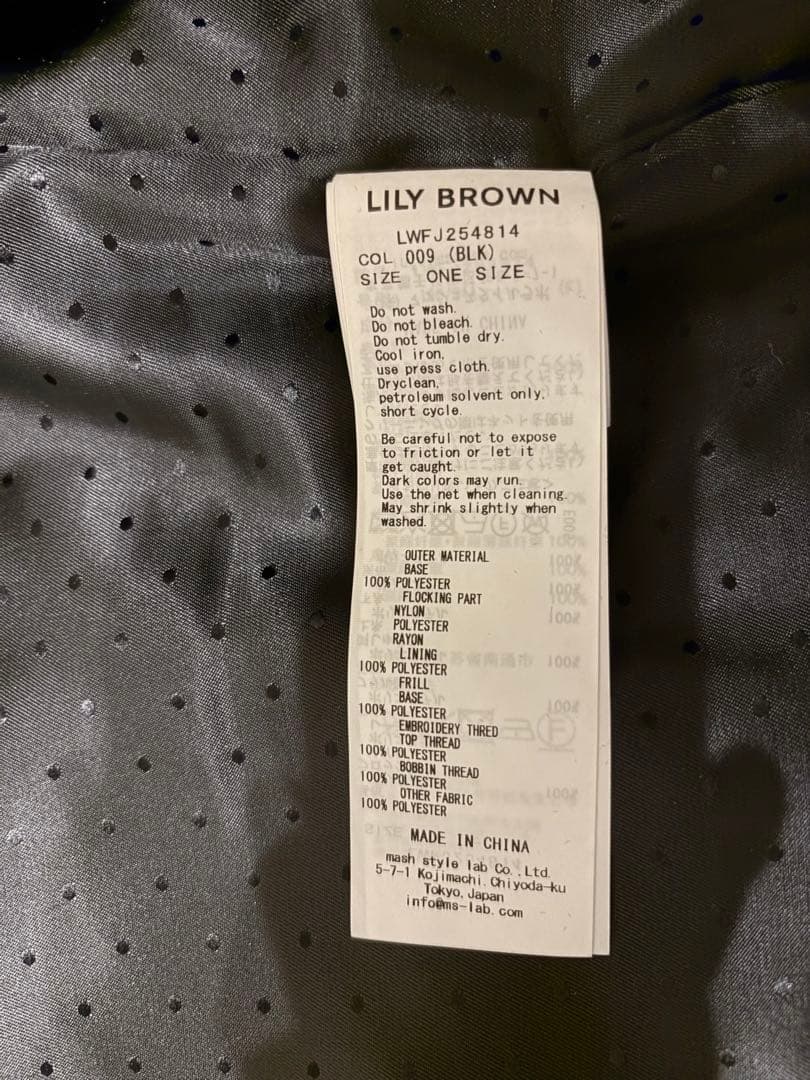 LILY BROWN
LWFJ254814
COL 009 (BLK)
SIZE ONE SIZE
Do not wash.
Do not bleach.
Do not tumble dry.
Cool iron,
use press cloth.
Dryclean,
petroleum solvent only,
short cycle.
Be careful not to expose
to friction or let it
get caught.
Dark colors may run.
Use the net when cleaning.
May shrink slightly when
washed.
OUTER MATERIAL
BASE
100% POLYESTER
FLOCKING PART
NYLON
POLYESTER
RAYON
LINING
100% POLYESTER
FRILL
BASE
100% POLYESTER
EMBROIDERY THRED
TOP THREAD
100% POLYESTER
BOBBIN THREAD
100% POLYESTER
OTHER FABRIC
100% POLYESTER
MADE IN CHINA
mash style lab Co.,Ltd.
5-7-1 Kojimachi, Chiyoda-ku
Tokyo, Japan
info@ms-lab.com